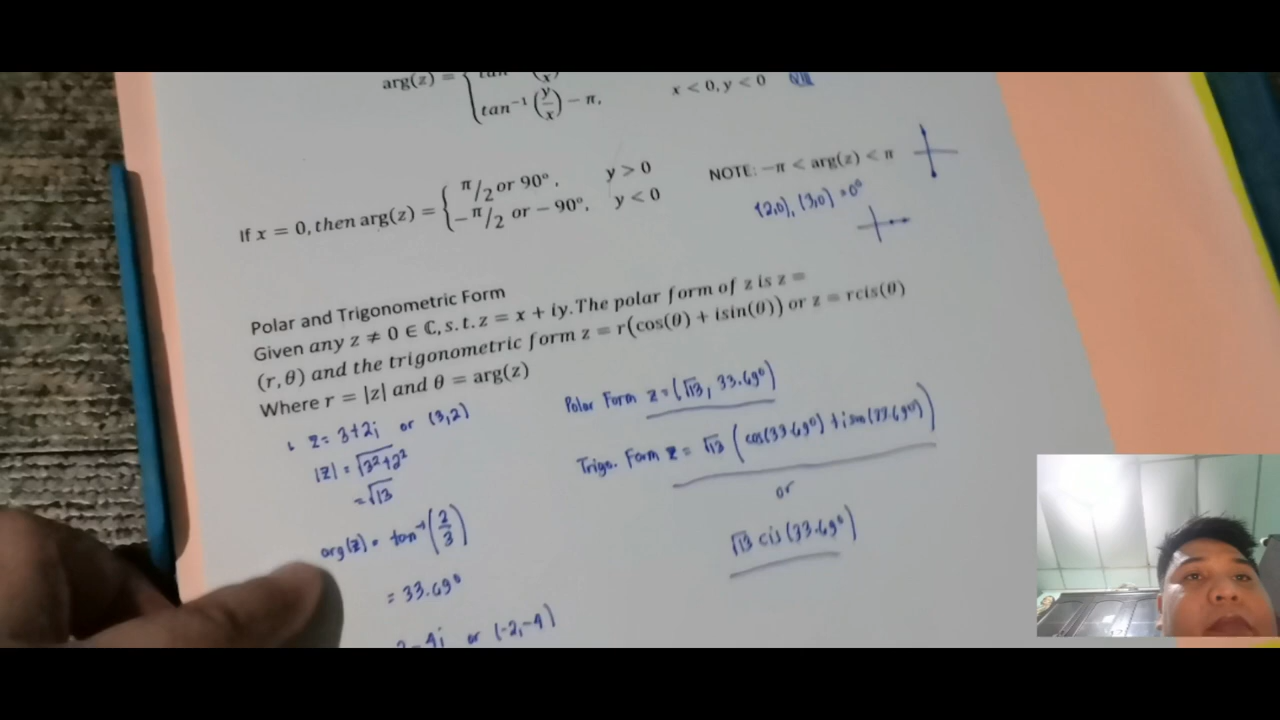 arg(z) =
tan⁻¹(y/x) − π,    x < 0, y < 0
If x = 0, then arg(z) = { π/2 or 90°,    y > 0
−π/2 or − 90°,    y < 0
NOTE: −π < arg(z) < π
(2,0), (3,0) = 0°
Polar and Trigonometric Form
Given any z ≠ 0 ∈ ℂ, s.t. z = x + iy. The polar form of z is z =
(r, θ) and the trigonometric form z = r(cos(θ) + isin(θ)) or z = rcis(θ)
Where r = |z| and θ = arg(z)
z = 3+2i or (3,2)
|z| = √3²+2²
= √13
arg(z) = tan⁻¹(2/3)
= 33.69°
Polar Form z = (√13, 33.69°)
Trigo. Form z = √13 (cos(33.69°) + i sin(33.69°))
or
√13 cis (33.69°)
-4i or (-2,-4)